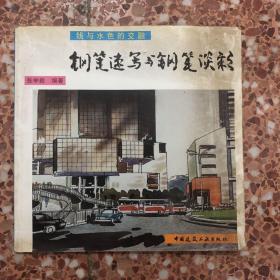 线与水色的交融
钢笔速写与钢笔淡彩
编著
中国建筑工业出版社